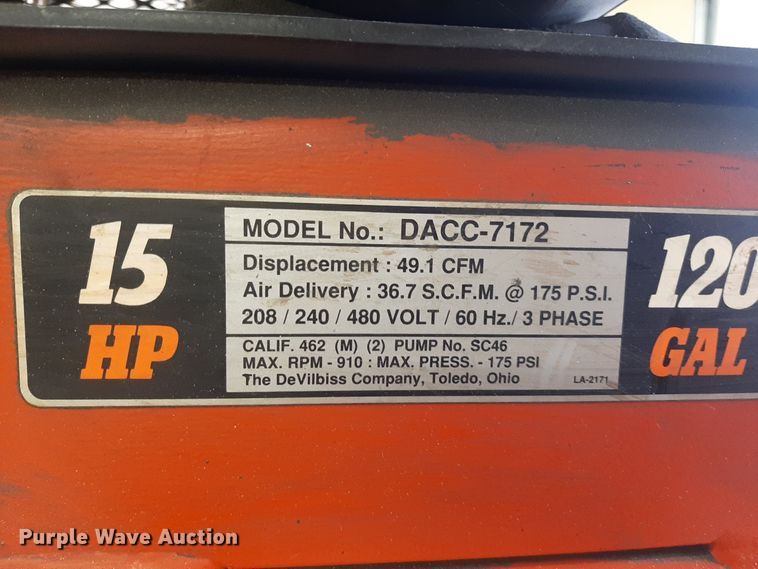 15
HP
MODEL No.: DACC-7172
Displacement : 49.1 CFM
Air Delivery : 36.7 S.C.F.M. @ 175 P.S.I.
208 / 240 / 480 VOLT / 60 Hz./ 3 PHASE
CALIF. 462 (M) (2) PUMP No. SC46
MAX. RPM - 910 : MAX. PRESS. - 175 PSI
The DeVilbiss Company, Toledo, Ohio LA-2171
120
GAL
Purple Wave Auction